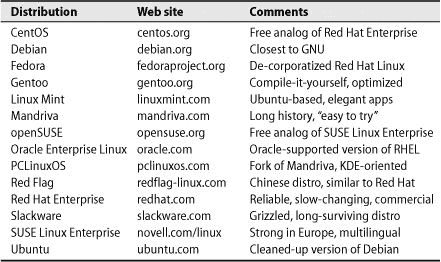 Distribution Web site Comments
CentOS centos.org Free analog of Red Hat Enterprise
Debian debian.org Closest to GNU
Fedora fedoraproject.org De-corporatized Red Hat Linux
Gentoo gentoo.org Compile-it-yourself, optimized
Linux Mint linuxmint.com Ubuntu-based, elegant apps
Mandriva mandriva.com Long history, “easy to try”
openSUSE opensuse.org Free analog of SUSE Linux Enterprise
Oracle Enterprise Linux oracle.com Oracle-supported version of RHEL
PCLinuxOS pclinuxos.com Fork of Mandriva, KDE-oriented
Red Flag redflag-linux.com Chinese distro, similar to Red Hat
Red Hat Enterprise redhat.com Reliable, slow-changing, commercial
Slackware slackware.com Grizzled, long-surviving distro
SUSE Linux Enterprise novell.com/linux Strong in Europe, multilingual
Ubuntu ubuntu.com Cleaned-up version of Debian